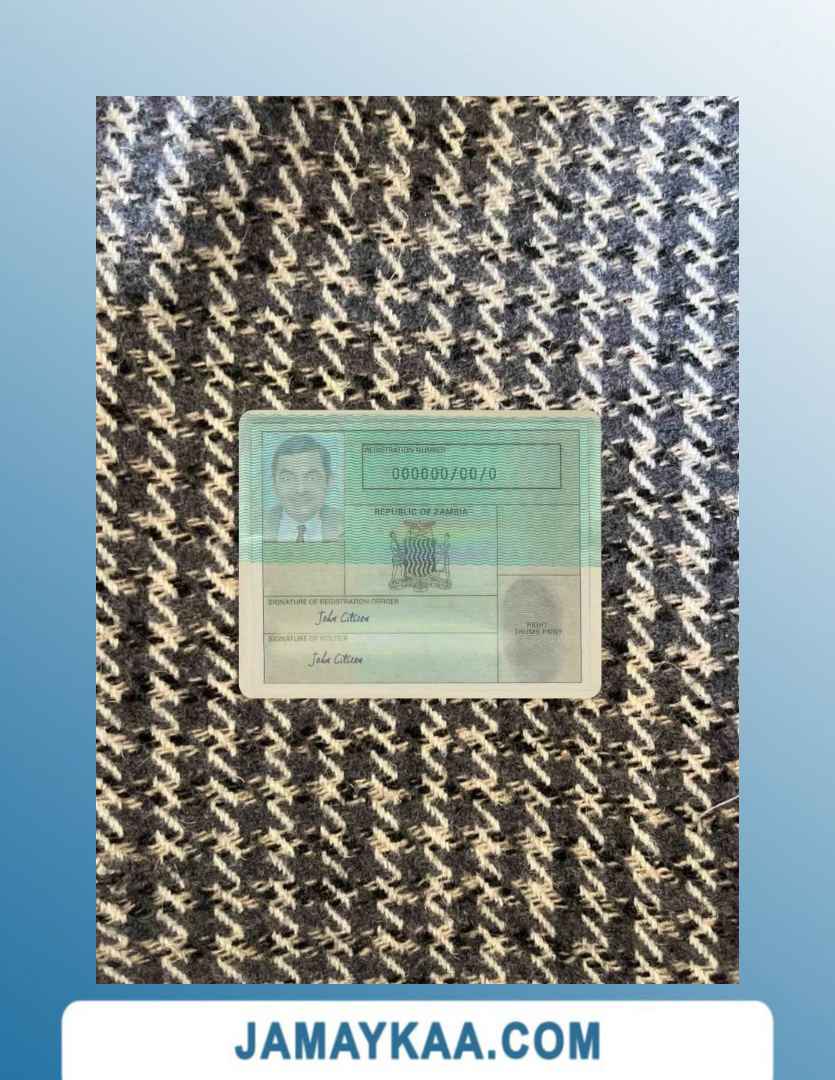 REGISTRATION NUMBER
000000/00/0
REPUBLIC OF ZAMBIA
SIGNATURE OF REGISTRATION OFFICER
John Citizen
SIGNATURE OF HOLDER
John Citizen
RIGHT
THUMB PRINT
JAMAYKAA.COM